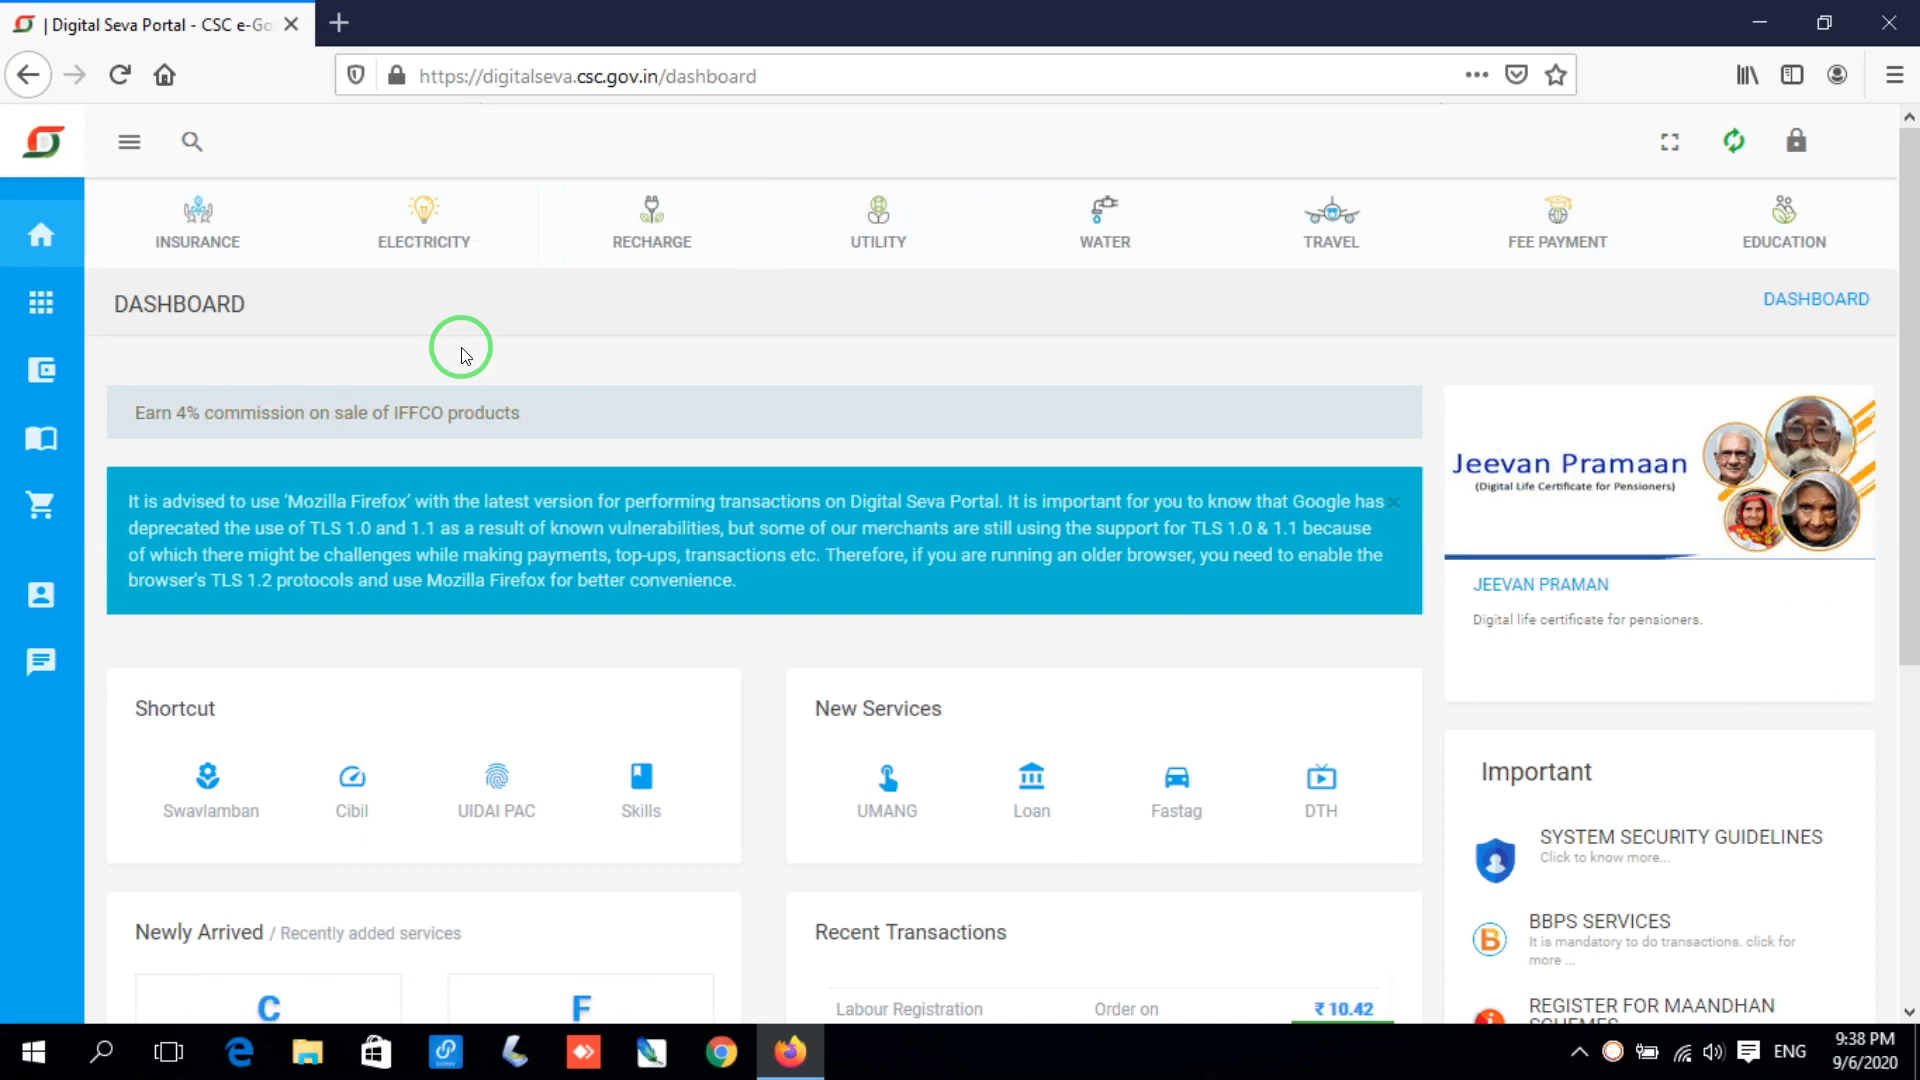 | Digital Seva Portal - CSC e-Go
https://digitalseva.csc.gov.in/dashboard
INSURANCE
ELECTRICITY
RECHARGE
UTILITY
WATER
TRAVEL
FEE PAYMENT
EDUCATION
DASHBOARD
DASHBOARD
Earn 4% commission on sale of IFFCO products
It is advised to use ‘Mozilla Firefox’ with the latest version for performing transactions on Digital Seva Portal. It is important for you to know that Google has
deprecated the use of TLS 1.0 and 1.1 as a result of known vulnerabilities, but some of our merchants are still using the support for TLS 1.0 & 1.1 because
of which there might be challenges while making payments, top-ups, transactions etc. Therefore, if you are running an older browser, you need to enable the
browser's TLS 1.2 protocols and use Mozilla Firefox for better convenience.
Jeevan Pramaan
(Digital Life Certificate for Pensioners)
JEEVAN PRAMAN
Digital life certificate for pensioners.
Shortcut
Swavlamban
Cibil
UIDAI PAC
Skills
New Services
UMANG
Loan
Fastag
DTH
Important
SYSTEM SECURITY GUIDELINES
Click to know more...
BBPS SERVICES
It is mandatory to do transactions. click for
more ...
REGISTER FOR MAANDHAN
SCHEMES
Newly Arrived / Recently added services
C
F
Recent Transactions
Labour Registration
Order on
₹ 10.42
ENG
9:38 PM
9/6/2020